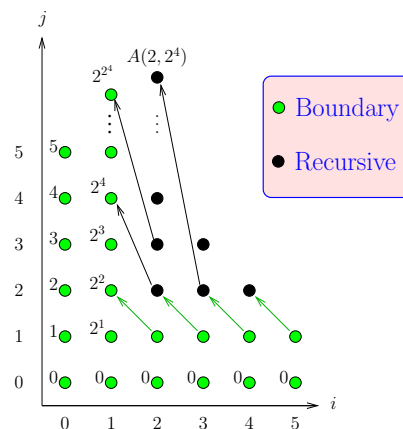 j
A(2, 2^4)
2^{2^4}
Boundary
5 5
Recursive
4 4 2^4
3 3 2^3
2 2 2^2
1 1 2^1
0 0 0 0 0 0 0
i
0 1 2 3 4 5